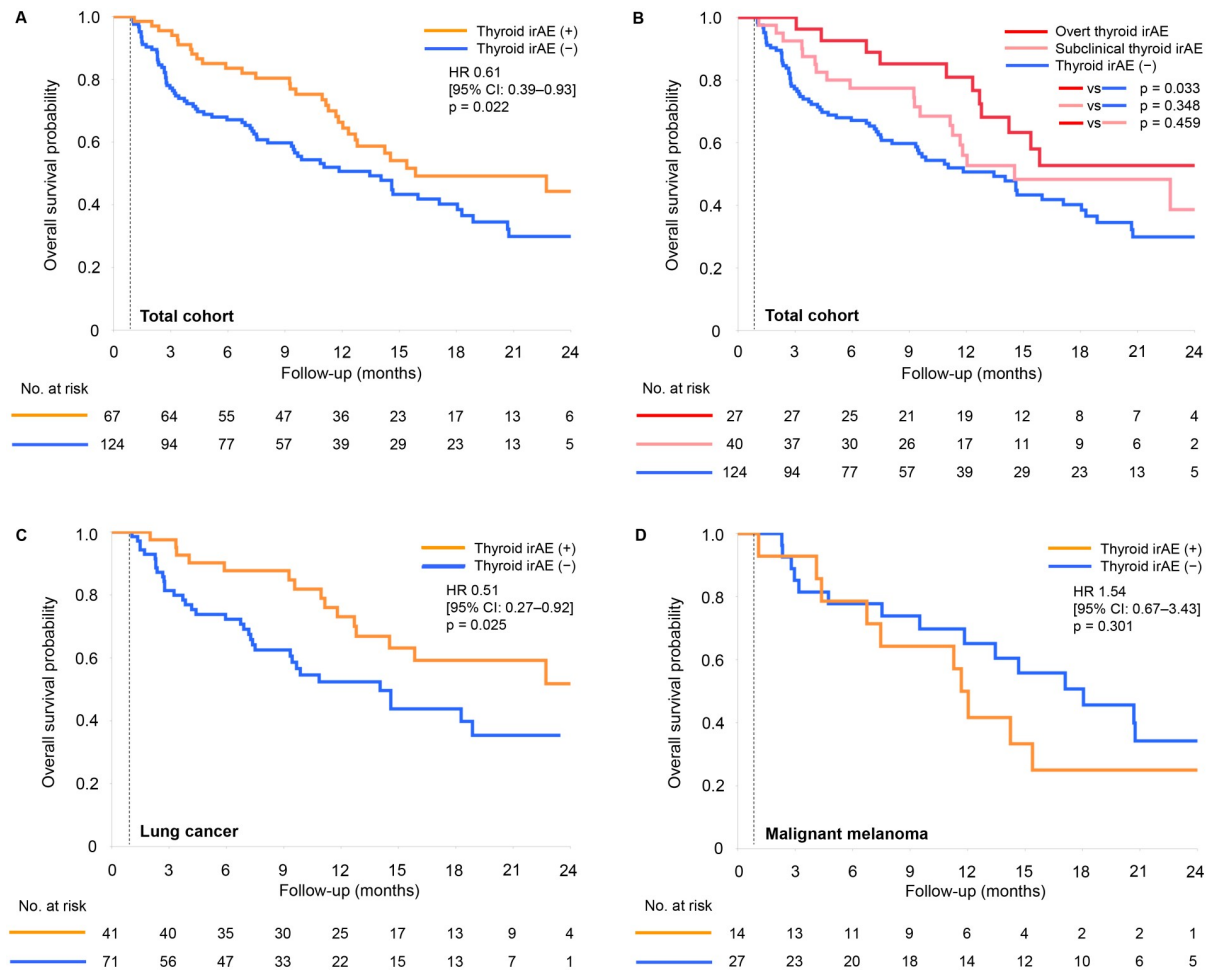 A
1.0
0.8
0.6
0.4
0.2
0
Overall survival probability
Thyroid irAE (+)
Thyroid irAE (−)
HR 0.61
[95% CI: 0.39–0.93]
p = 0.022
Total cohort
0 3 6 9 12 15 18 21 24
Follow-up (months)
No. at risk
67 64 55 47 36 23 17 13 6
124 94 77 57 39 29 23 13 5
B
1.0
0.8
0.6
0.4
0.2
0
Overall survival probability
Overt thyroid irAE
Subclinical thyroid irAE
Thyroid irAE (−)
vs p = 0.033
vs p = 0.348
vs p = 0.459
Total cohort
0 3 6 9 12 15 18 21 24
Follow-up (months)
No. at risk
27 27 25 21 19 12 8 7 4
40 37 30 26 17 11 9 6 2
124 94 77 57 39 29 23 13 5
C
1.0
0.8
0.6
0.4
0.2
0
Overall survival probability
Thyroid irAE (+)
Thyroid irAE (−)
HR 0.51
[95% CI: 0.27–0.92]
p = 0.025
Lung cancer
0 3 6 9 12 15 18 21 24
Follow-up (months)
No. at risk
41 40 35 30 25 17 13 9 4
71 56 47 33 22 15 13 7 1
D
1.0
0.8
0.6
0.4
0.2
0
Overall survival probability
Thyroid irAE (+)
Thyroid irAE (−)
HR 1.54
[95% CI: 0.67–3.43]
p = 0.301
Malignant melanoma
0 3 6 9 12 15 18 21 24
Follow-up (months)
No. at risk
14 13 11 9 6 4 2 2 1
27 23 20 18 14 12 10 6 5